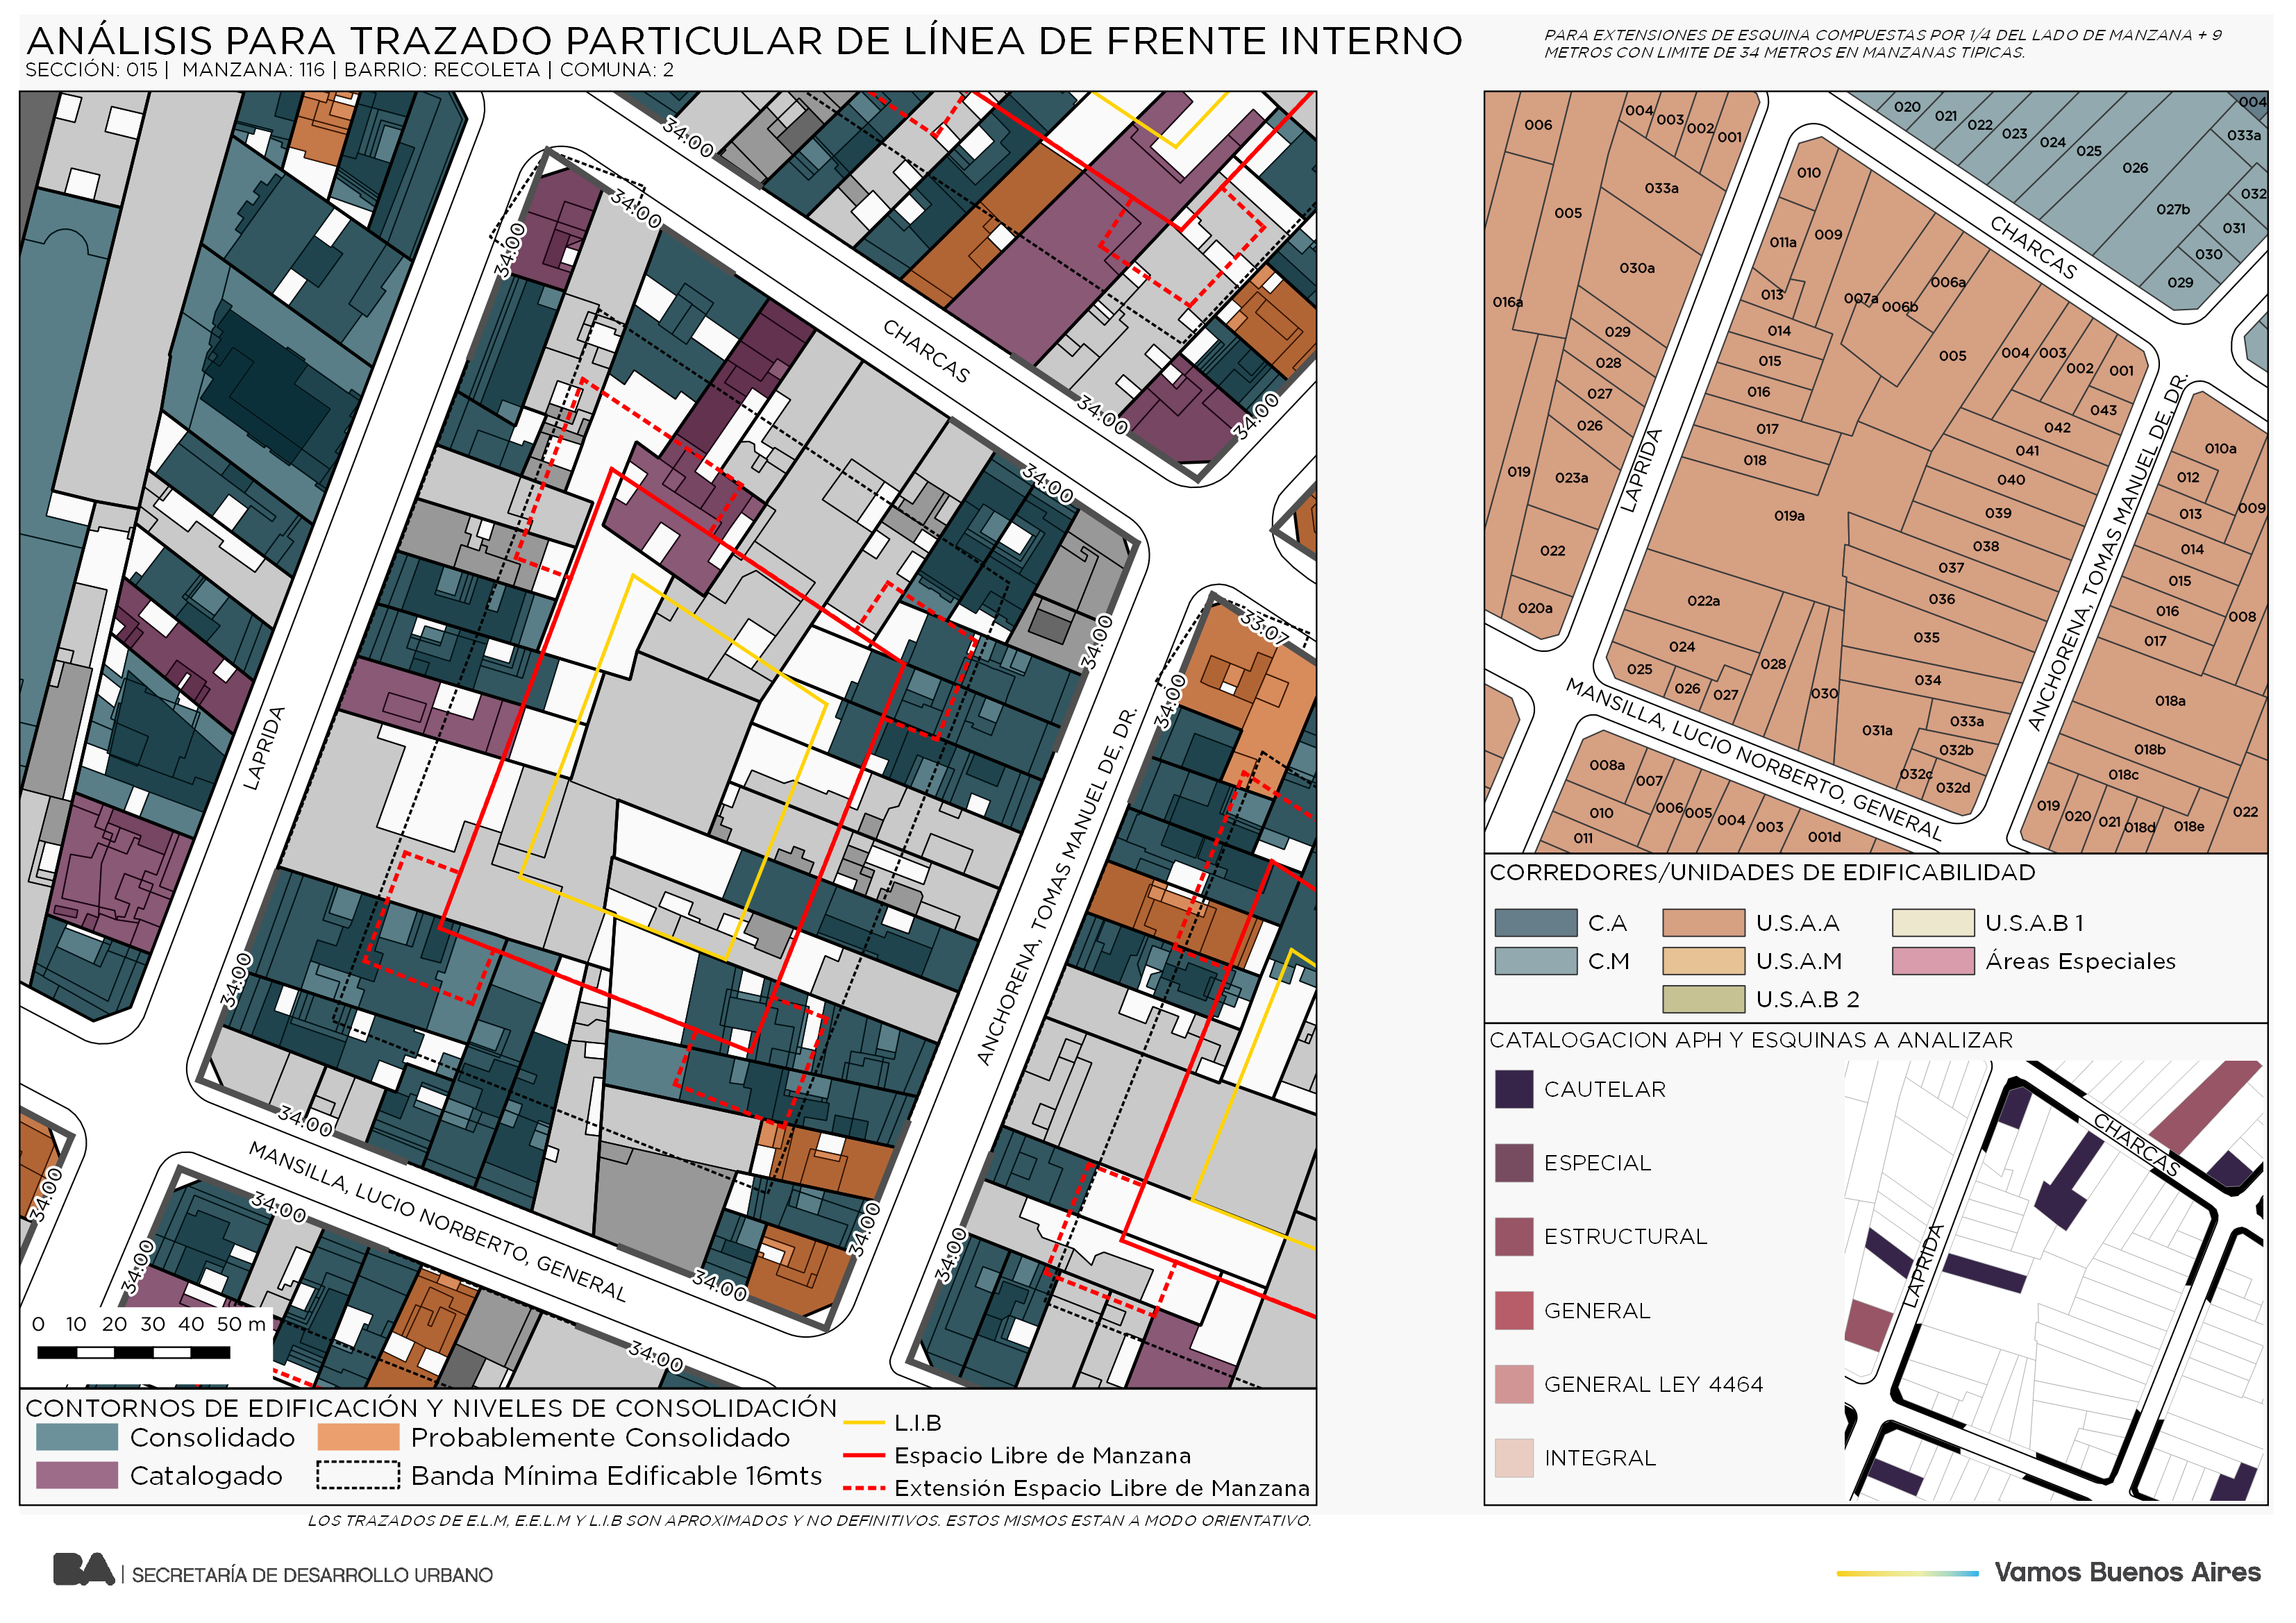 ANÁLISIS PARA TRAZADO PARTICULAR DE LÍNEA DE FRENTE INTERNO
SECCIÓN: 015 | MANZANA: 116 | BARRIO: RECOLETA | COMUNA: 2
PARA EXTENSIONES DE ESQUINA COMPUESTAS POR 1/4 DEL LADO DE MANZANA + 9
METROS CON LIMITE DE 34 METROS EN MANZANAS TIPICAS.
34:00
34:00
34:00
CHARCAS
34:00
34:00
34:00
34:00
33.07
34:00
LAPRIDA
ANCHORENA, TOMAS MANUEL DE, DR.
34:00
34:00
MANSILLA, LUCIO NORBERTO, GENERAL
34:00
34:00
34:00
34:00
34:00
34:00
34:00
34:00
0 10 20 30 40 50 m
CONTORNOS DE EDIFICACIÓN Y NIVELES DE CONSOLIDACIÓN
Consolidado
Probablemente Consolidado
Catalogado
Banda Mínima Edificable 16mts
L.I.B
Espacio Libre de Manzana
Extensión Espacio Libre de Manzana
LOS TRAZADOS DE E.L.M, E.E.L.M Y L.I.B SON APROXIMADOS Y NO DEFINITIVOS. ESTOS MISMOS ESTAN A MODO ORIENTATIVO.
006
004
003
002
001
005
033a
030a
016a
029
028
027
026
019
023a
022
020a
020
021
022
023
024
025
026
027b
004
033a
032
031
030
029
CHARCAS
010
009
011a
013
014
015
016
017
018
019a
007a
006b
006a
005
004
003
002
001
043
042
041
040
039
038
037
036
035
034
033a
032b
032c
032d
031a
030
028
027
026
025
024
022a
LAPRIDA
ANCHORENA, TOMAS MANUEL DE, DR.
MANSILLA, LUCIO NORBERTO, GENERAL
010a
012
009
013
014
015
016
008
017
018a
018b
018c
019
020
021
018d
018e
022
008a
007
010
006
005
004
003
001d
011
CORREDORES/UNIDADES DE EDIFICABILIDAD
C.A
U.S.A.A
U.S.A.B 1
C.M
U.S.A.M
Áreas Especiales
U.S.A.B 2
CATALOGACION APH Y ESQUINAS A ANALIZAR
CAUTELAR
ESPECIAL
ESTRUCTURAL
GENERAL
GENERAL LEY 4464
INTEGRAL
CHARCAS
LAPRIDA
BA | SECRETARÍA DE DESARROLLO URBANO
Vamos Buenos Aires